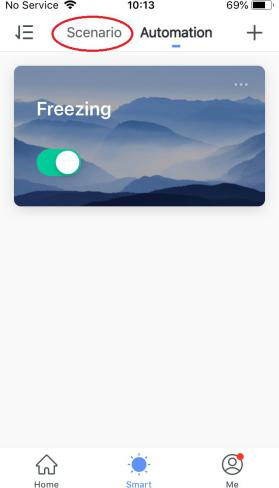 No Service 10:13 69%
Scenario Automation
Freezing
Home Smart Me